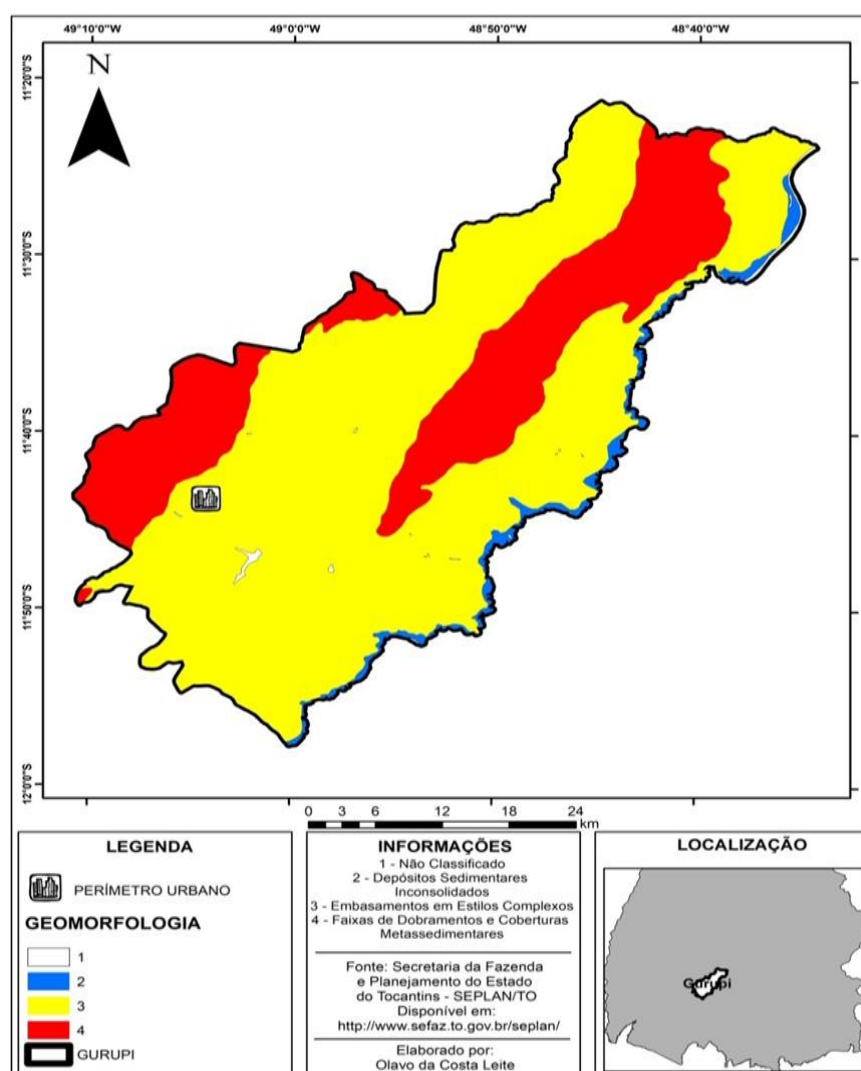 49°10'0"W
49°0'0"W
48°50'0"W
48°40'0"W
N
11°20'0"S
11°30'0"S
11°40'0"S
11°50'0"S
12°0'0"S
0 3 6 12 18 24
km
LEGENDA
PERÍMETRO URBANO
GEOMORFOLOGIA
1
2
3
4
GURUPI
INFORMAÇÕES
1 - Não Classificado
2 - Depósitos Sedimentares
Inconsolidados
3 - Embasamentos em Estilos Complexos
4 - Faixas de Dobramentos e Coberturas
Metassedimentares
Fonte: Secretaria da Fazenda
e Planejamento do Estado
do Tocantins - SEPLAN/TO
Disponível em:
http://www.sefaz.to.gov.br/seplan/
Elaborado por:
Olavo da Costa Leite
LOCALIZAÇÃO
Gurupi